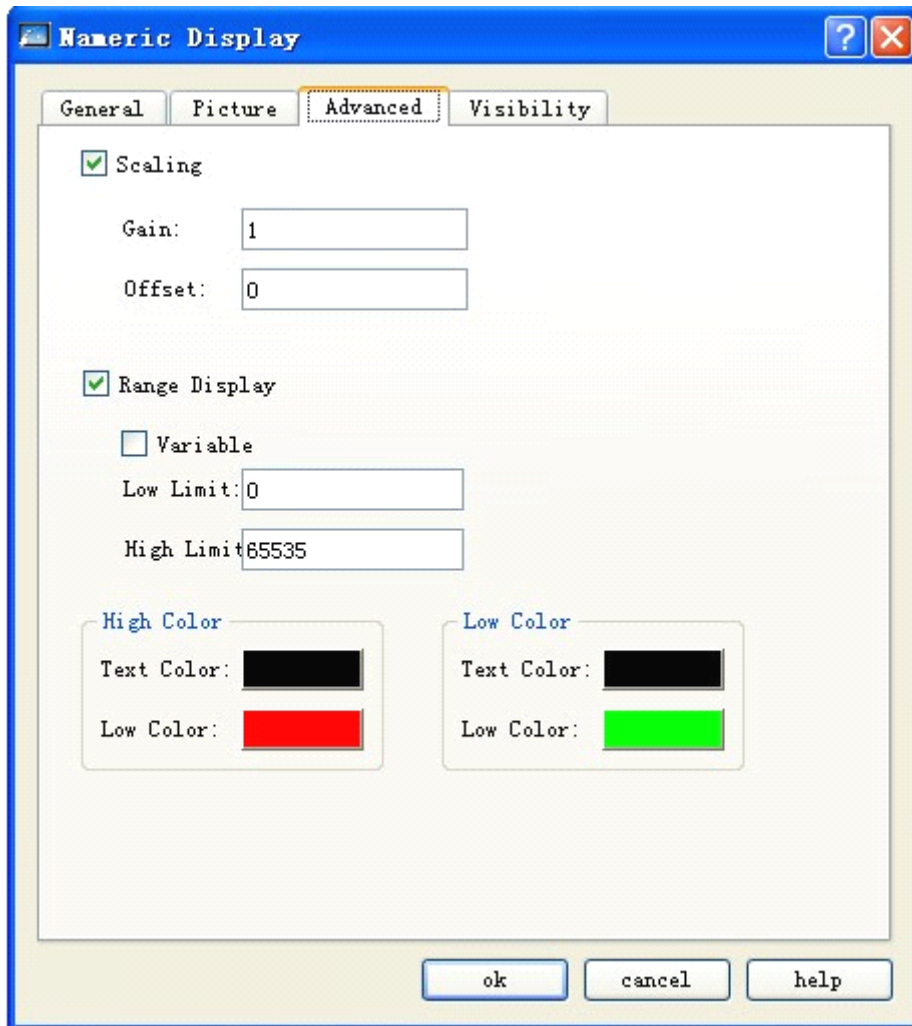 Nameric Display
General Picture Advanced Visibility
Scaling
Gain: 1
Offset: 0
Range Display
Variable
Low Limit: 0
High Limit 65535
High Color Low Color
Text Color: Text Color:
Low Color: Low Color:
ok cancel help